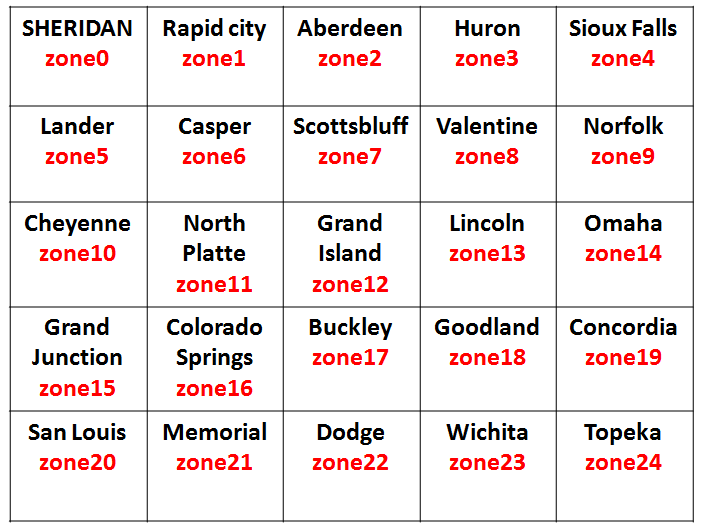 SHERIDAN
zone0
Rapid city
zone1
Aberdeen
zone2
Huron
zone3
Sioux Falls
zone4
Lander
zone5
Casper
zone6
Scottsbluff
zone7
Valentine
zone8
Norfolk
zone9
Cheyenne
zone10
North
Platte
zone11
Grand
Island
zone12
Lincoln
zone13
Omaha
zone14
Grand
Junction
zone15
Colorado
Springs
zone16
Buckley
zone17
Goodland
zone18
Concordia
zone19
San Louis
zone20
Memorial
zone21
Dodge
zone22
Wichita
zone23
Topeka
zone24